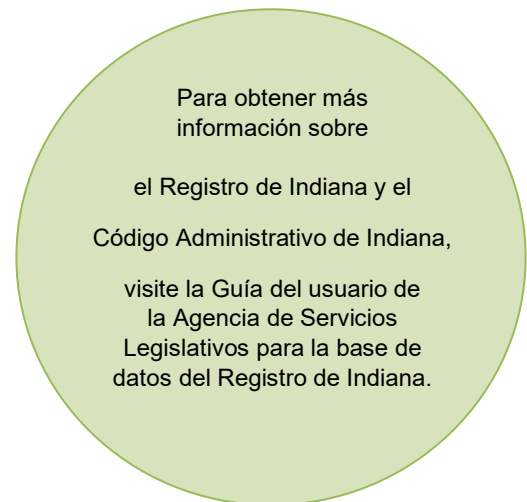 Para obtener más
información sobre
el Registro de Indiana y el
Código Administrativo de Indiana,
visite la Guía del usuario de
la Agencia de Servicios
Legislativos para la base de
datos del Registro de Indiana.